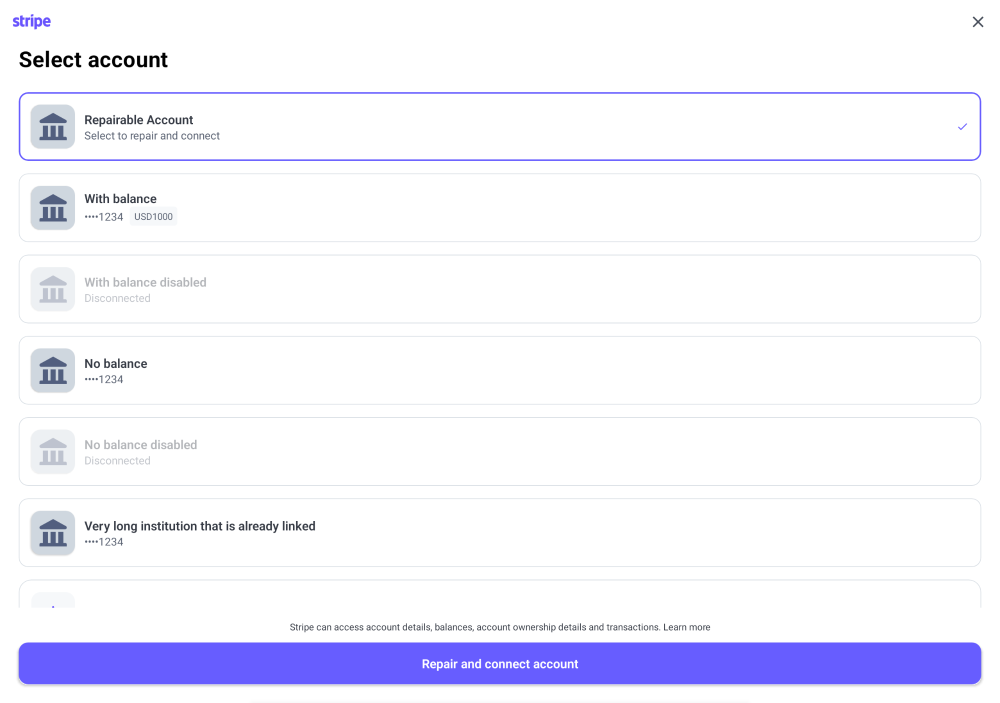 stripe
Select account
Repairable Account
Select to repair and connect
With balance
••••1234 USD1000
With balance disabled
Disconnected
No balance
••••1234
No balance disabled
Disconnected
Very long institution that is already linked
••••1234
Stripe can access account details, balances, account ownership details and transactions. Learn more
Repair and connect account